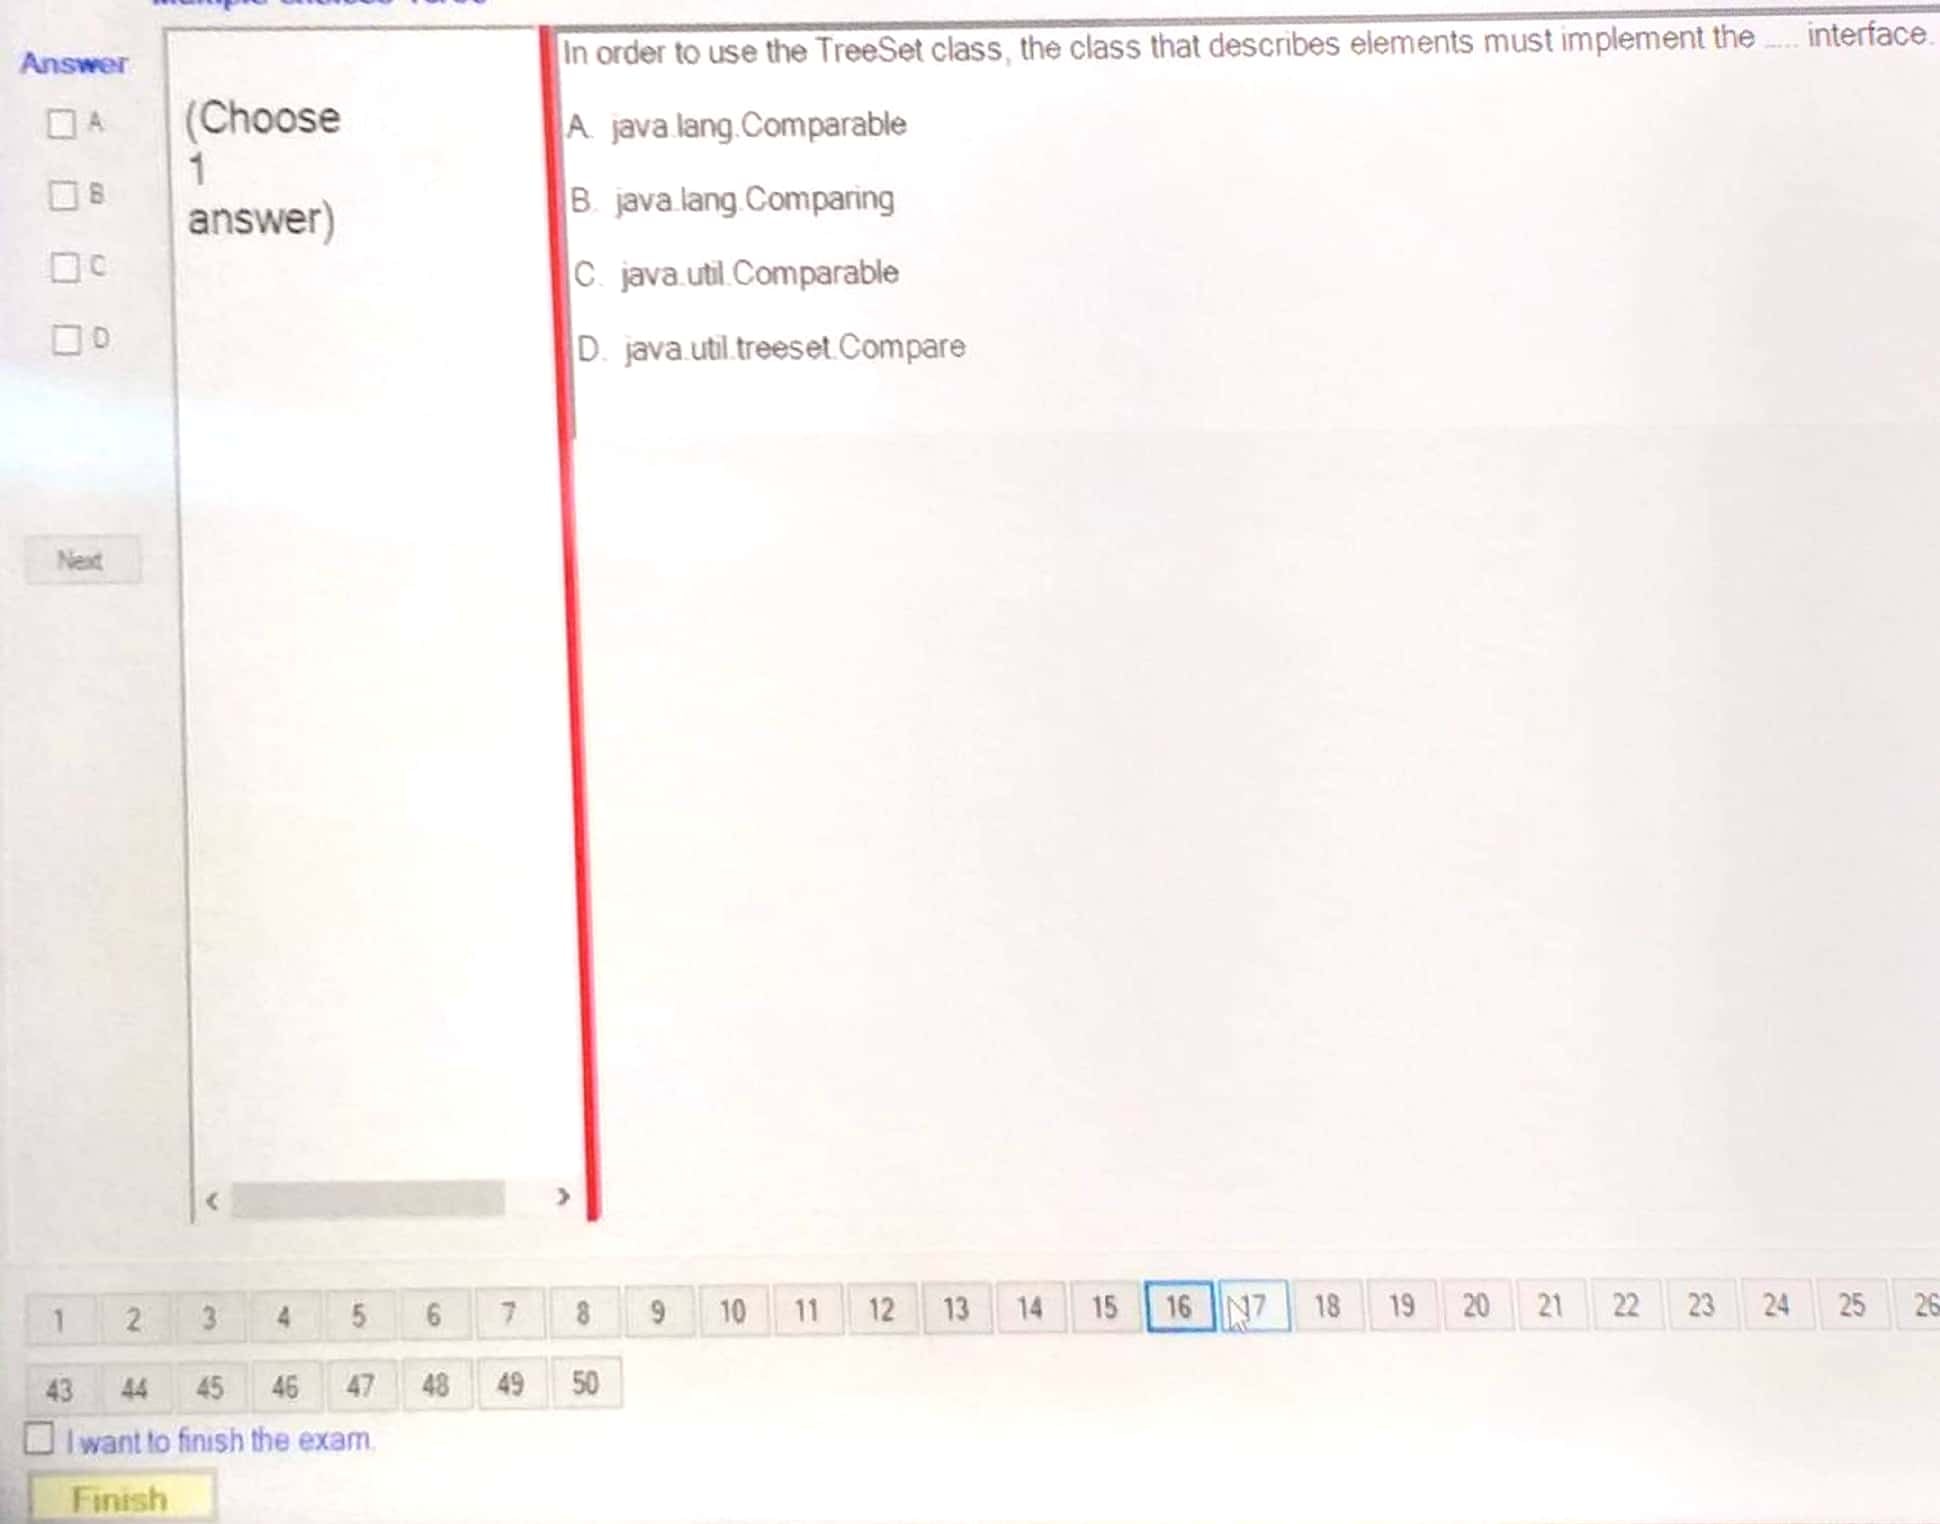 Answer
A
B
C
D
(Choose
1
answer)
In order to use the TreeSet class, the class that describes elements must implement the ..... interface.
A. java.lang.Comparable
B. java.lang.Comparing
C. java.util.Comparable
D. java.util.treeset.Compare
Next
1 2 3 4 5 6 7 8 9 10 11 12 13 14 15 16 17 18 19 20 21 22 23 24 25 26
43 44 45 46 47 48 49 50
I want to finish the exam.
Finish